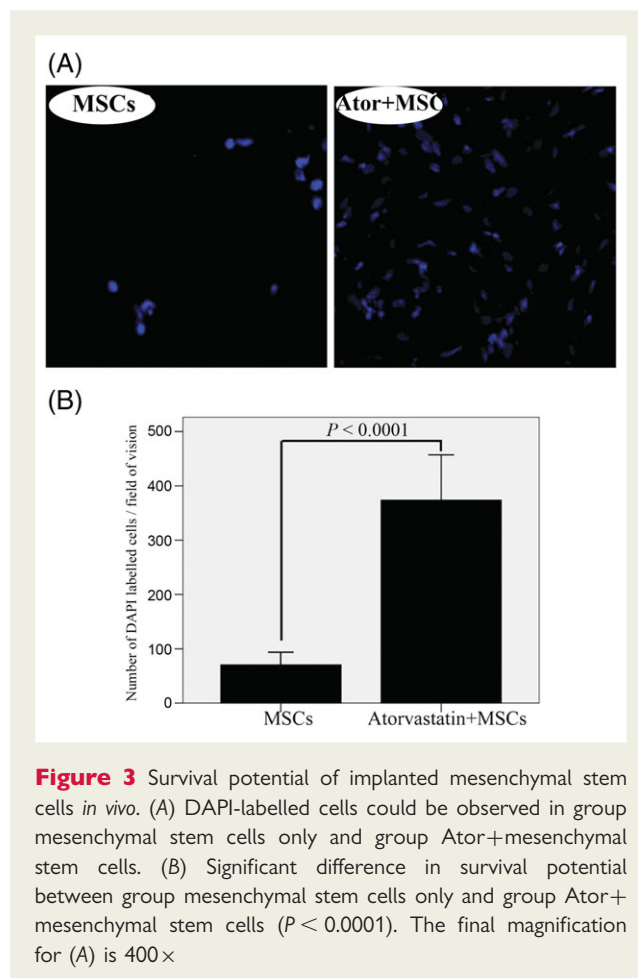 (A)
MSCs
Ator+MSC
(B)
P < 0.0001
Number of DAPI labelled cells / field of vision
500
400
300
200
100
0
MSCs
Atorvastatin+MSCs
Figure 3 Survival potential of implanted mesenchymal stem
cells in vivo. (A) DAPI-labelled cells could be observed in group
mesenchymal stem cells only and group Ator+mesenchymal
stem cells. (B) Significant difference in survival potential
between group mesenchymal stem cells only and group Ator+
mesenchymal stem cells (P < 0.0001). The final magnification
for (A) is 400×